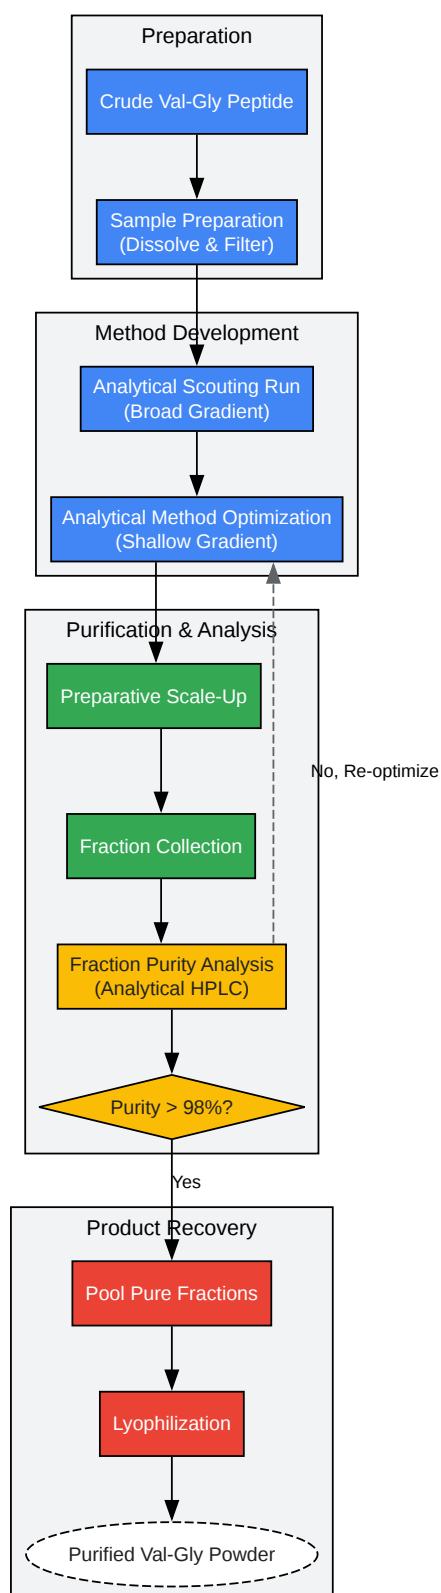 Preparation
Crude Val-Gly Peptide
Sample Preparation
(Dissolve & Filter)
Method Development
Analytical Scouting Run
(Broad Gradient)
Analytical Method Optimization
(Shallow Gradient)
Purification & Analysis
Preparative Scale-Up
No, Re-optimize
Fraction Collection
Fraction Purity Analysis
(Analytical HPLC)
Purity > 98%?
Yes
Product Recovery
Pool Pure Fractions
Lyophilization
Purified Val-Gly Powder